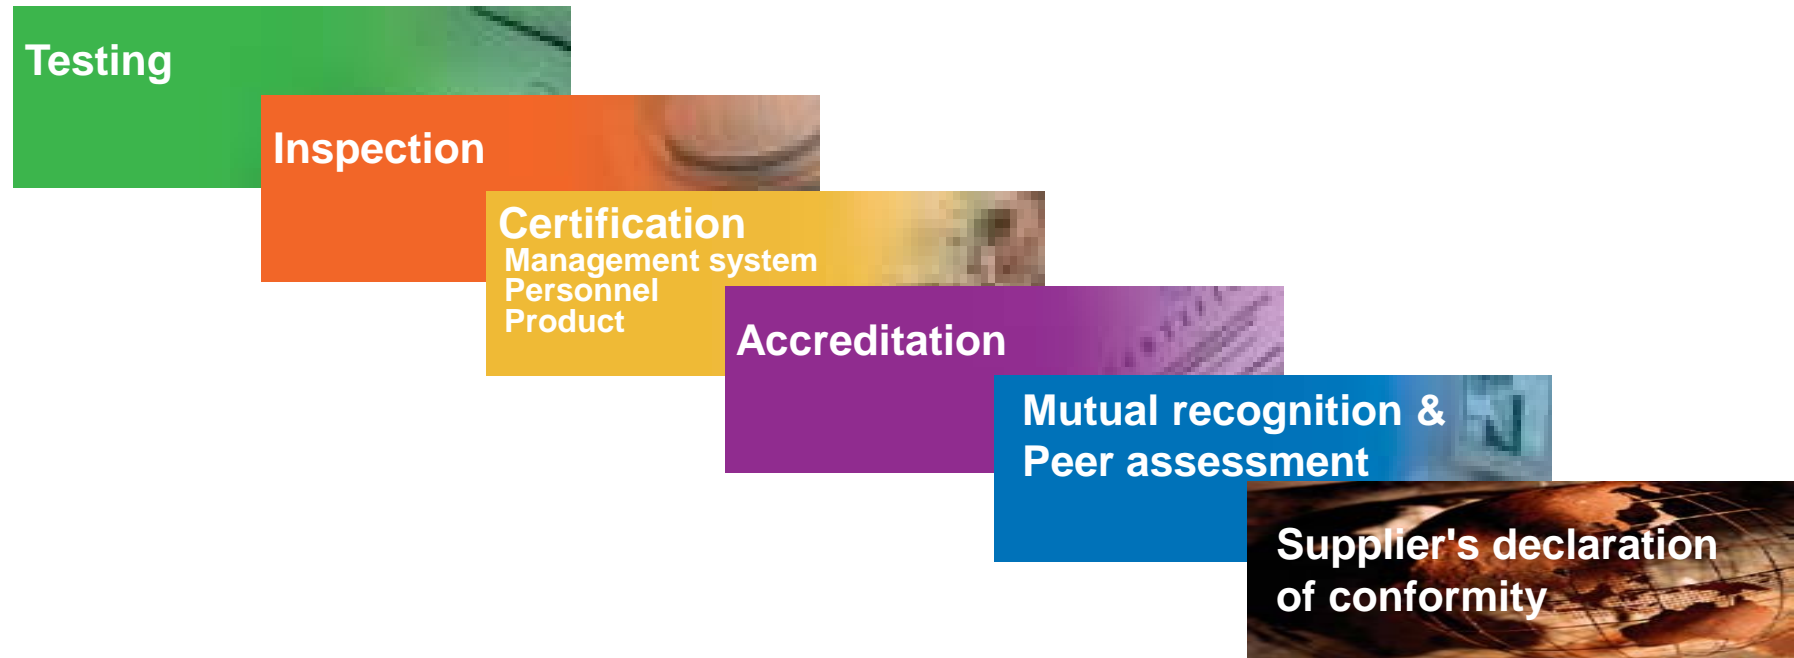 Testing
Inspection
Certification
Management system
Personnel
Product
Accreditation
Mutual recognition &
Peer assessment
Supplier's declaration
of conformity